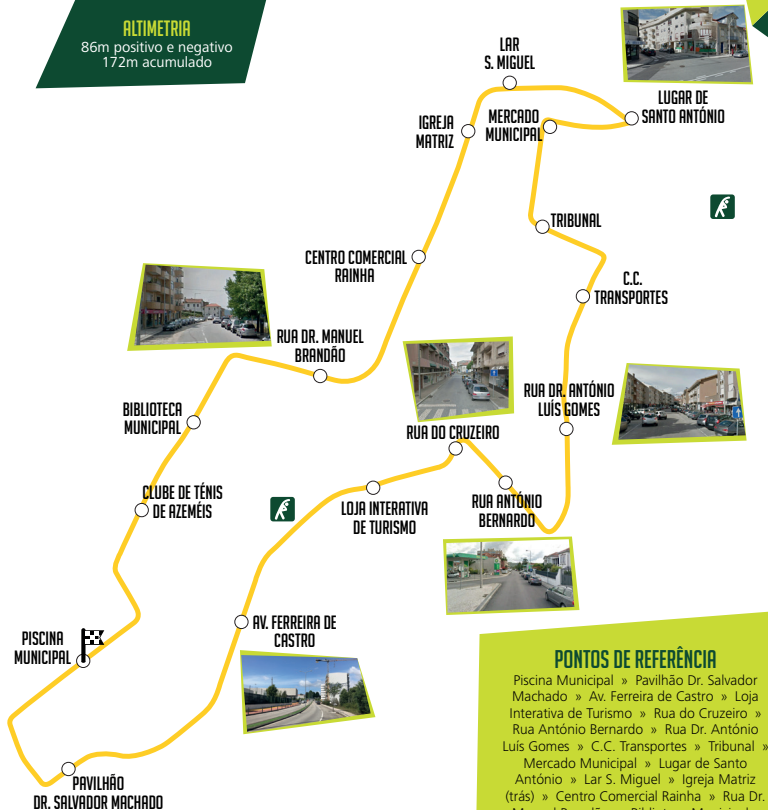 ALTIMETRIA
86m positivo e negativo
172m acumulado
LAR
S. MIGUEL
LUGAR DE
SANTO ANTÓNIO
MERCADO
MUNICIPAL
IGREJA
MATRIZ
TRIBUNAL
CENTRO COMERCIAL
RAINHA
C.C.
TRANSPORTES
RUA DR. MANUEL
BRANDÃO
RUA DR. ANTÓNIO
LUÍS GOMES
BIBLIOTECA
MUNICIPAL
RUA DO CRUZEIRO
CLUBE DE TÉNIS
DE AZEMÉIS
LOJA INTERATIVA
DE TURISMO
RUA ANTÓNIO
BERNARDO
AV. FERREIRA DE
CASTRO
PISCINA
MUNICIPAL
PAVILHÃO
DR. SALVADOR MACHADO
PONTOS DE REFERÊNCIA
Piscina Municipal » Pavilhão Dr. Salvador
Machado » Av. Ferreira de Castro » Loja
Interativa de Turismo » Rua do Cruzeiro »
Rua António Bernardo » Rua Dr. António
Luís Gomes » C.C. Transportes » Tribunal »
Mercado Municipal » Lugar de Santo
António » Lar S. Miguel » Igreja Matriz
(trás) » Centro Comercial Rainha » Rua Dr.